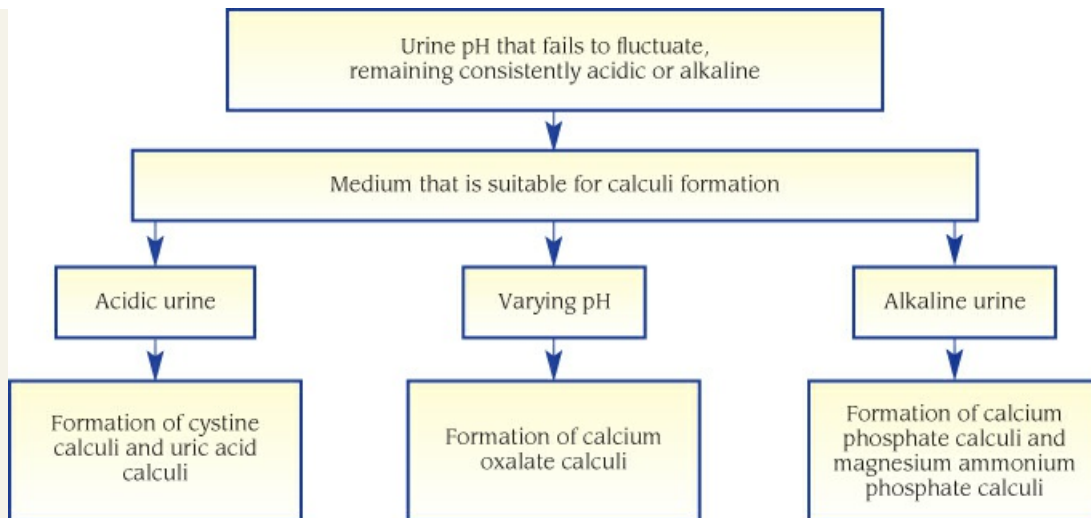 Urine pH that fails to fluctuate,
remaining consistently acidic or alkaline
Medium that is suitable for calculi formation
Acidic urine
Varying pH
Alkaline urine
Formation of cystine
calculi and uric acid
calculi
Formation of calcium
oxalate calculi
Formation of calcium
phosphate calculi and
magnesium ammonium
phosphate calculi